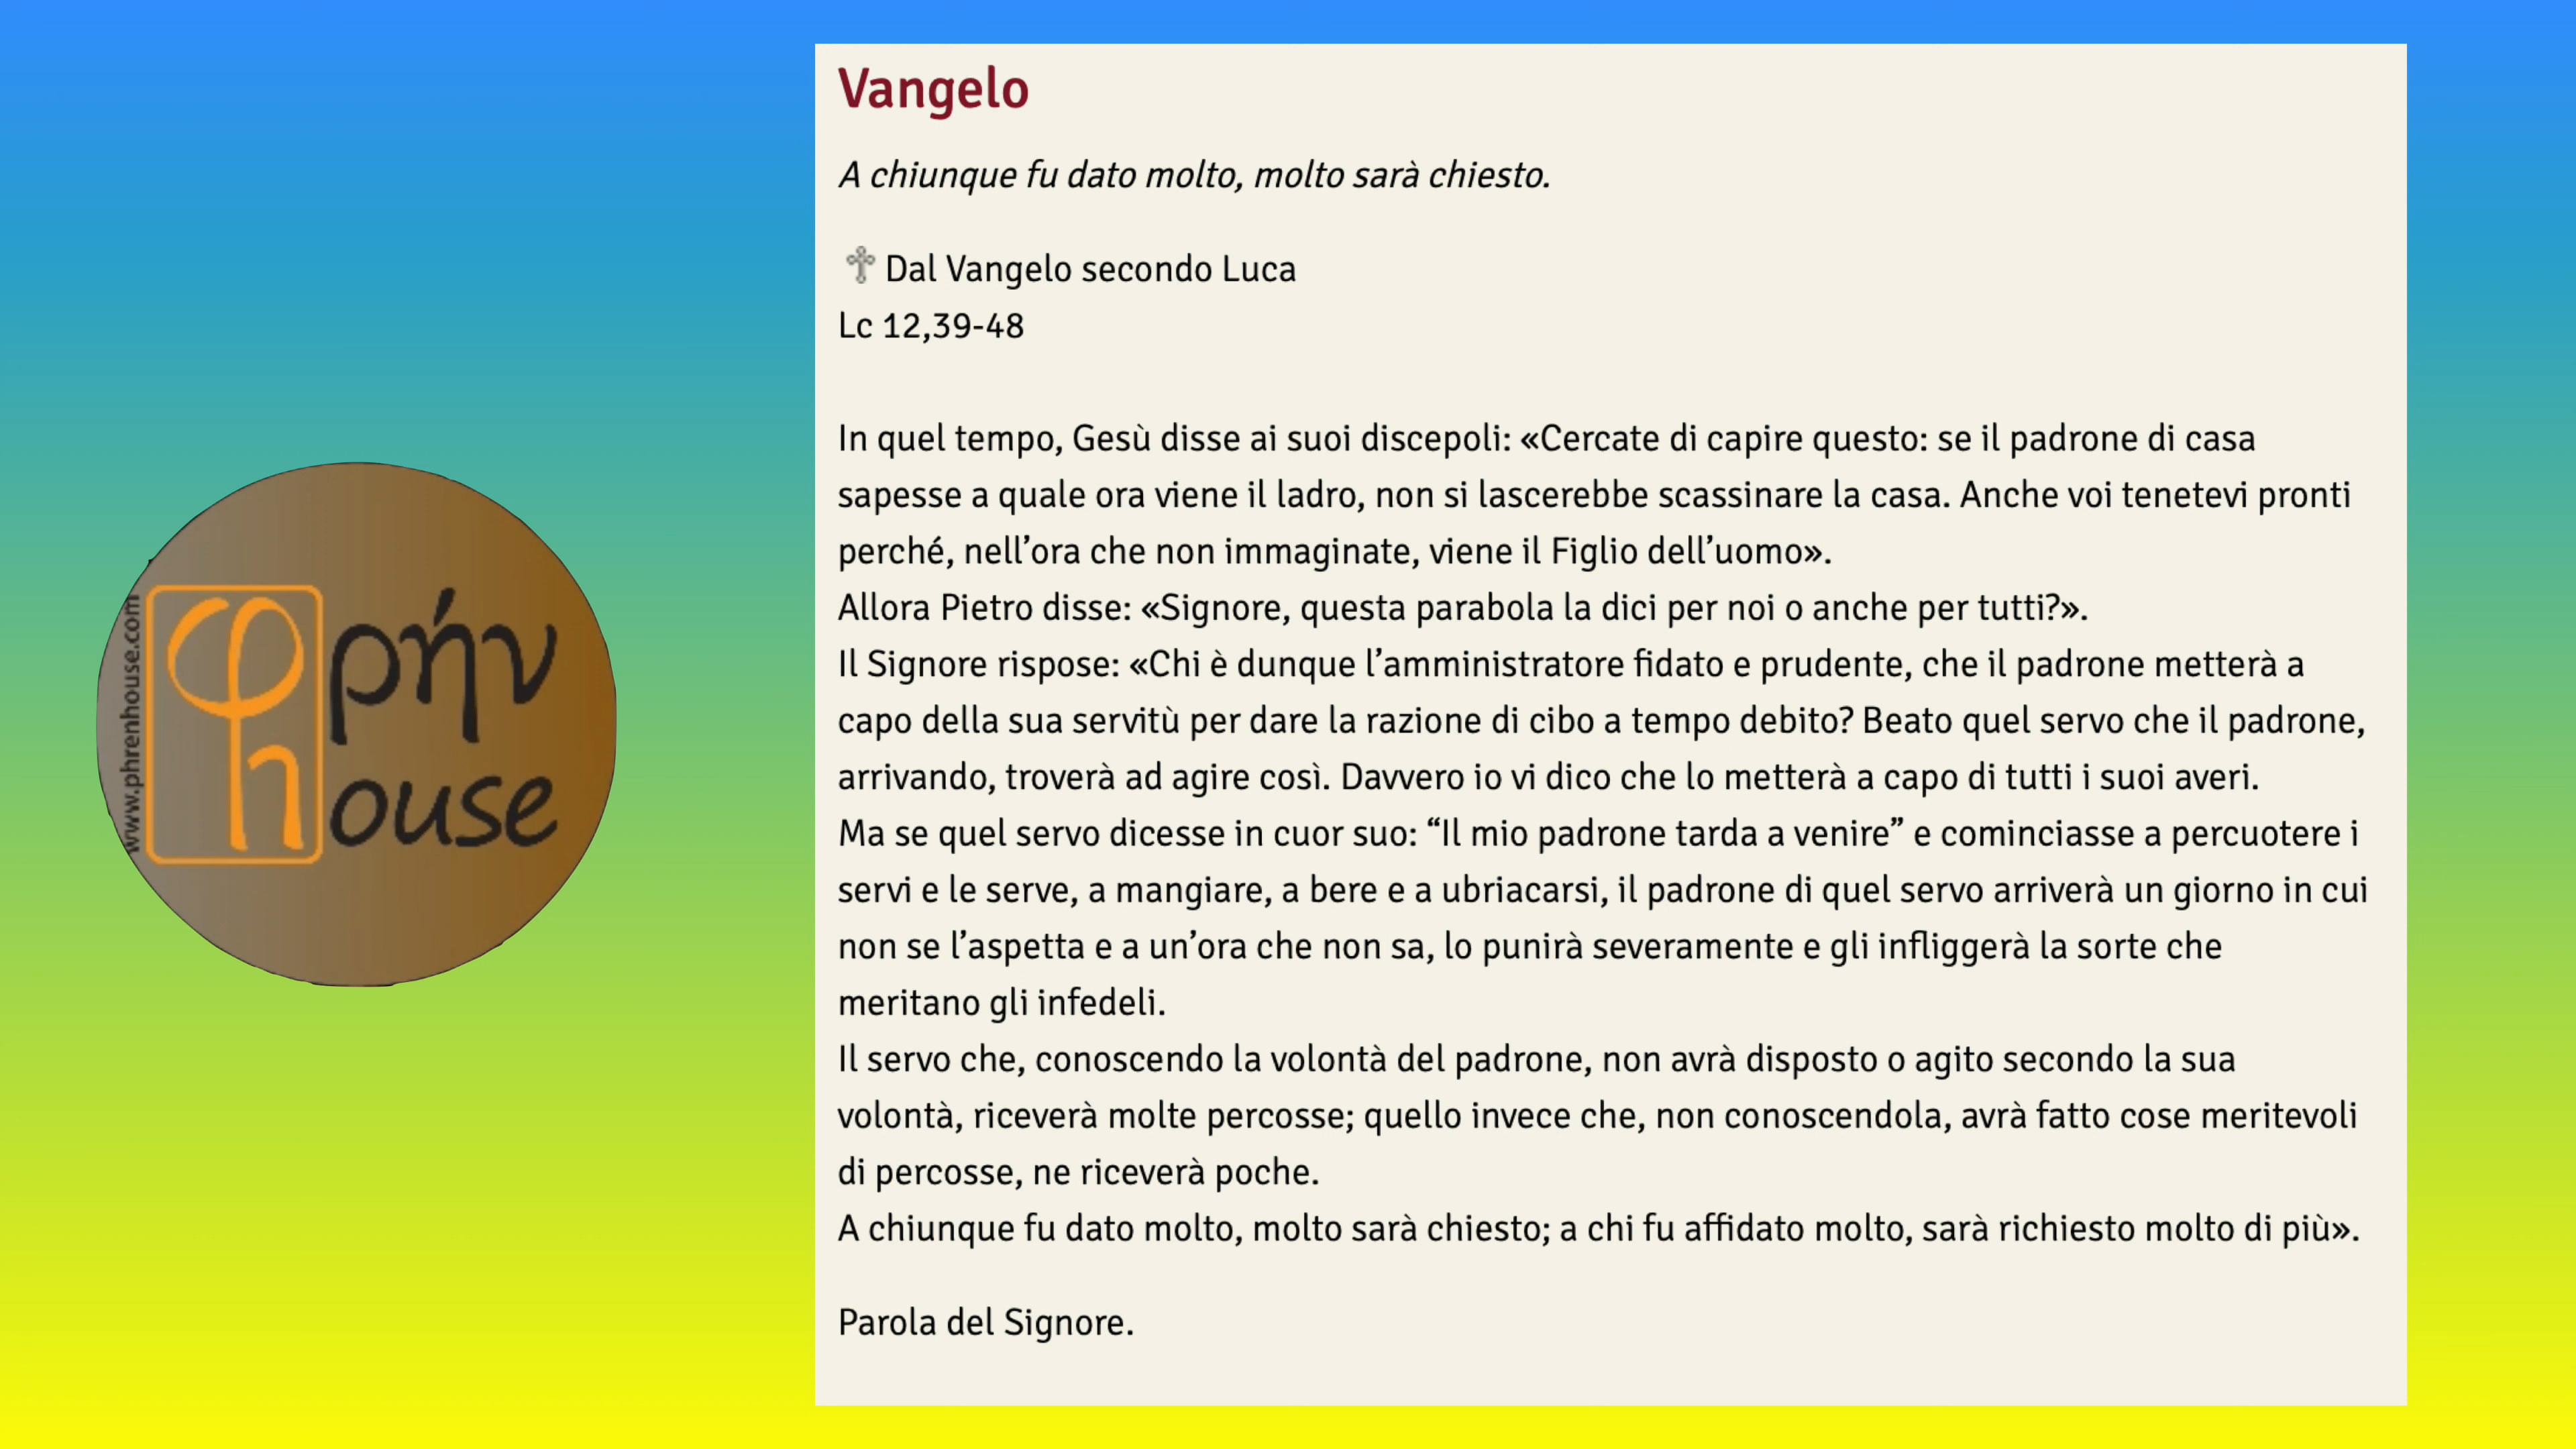 www.phrenhouse.com
φρήν
house
Vangelo
A chiunque fu dato molto, molto sarà chiesto.
Dal Vangelo secondo Luca
Lc 12,39-48
In quel tempo, Gesù disse ai suoi discepoli: «Cercate di capire questo: se il padrone di casa
sapesse a quale ora viene il ladro, non si lascerebbe scassinare la casa. Anche voi tenetevi pronti
perché, nell’ora che non immaginate, viene il Figlio dell’uomo».
Allora Pietro disse: «Signore, questa parabola la dici per noi o anche per tutti?».
Il Signore rispose: «Chi è dunque l’amministratore fidato e prudente, che il padrone metterà a
capo della sua servitù per dare la razione di cibo a tempo debito? Beato quel servo che il padrone,
arrivando, troverà ad agire così. Davvero io vi dico che lo metterà a capo di tutti i suoi averi.
Ma se quel servo dicesse in cuor suo: “Il mio padrone tarda a venire” e cominciasse a percuotere i
servi e le serve, a mangiare, a bere e a ubriacarsi, il padrone di quel servo arriverà un giorno in cui
non se l’aspetta e a un’ora che non sa, lo punirà severamente e gli infliggerà la sorte che
meritano gli infedeli.
Il servo che, conoscendo la volontà del padrone, non avrà disposto o agito secondo la sua
volontà, riceverà molte percosse; quello invece che, non conoscendola, avrà fatto cose meritevoli
di percosse, ne riceverà poche.
A chiunque fu dato molto, molto sarà chiesto; a chi fu affidato molto, sarà richiesto molto di più».
Parola del Signore.